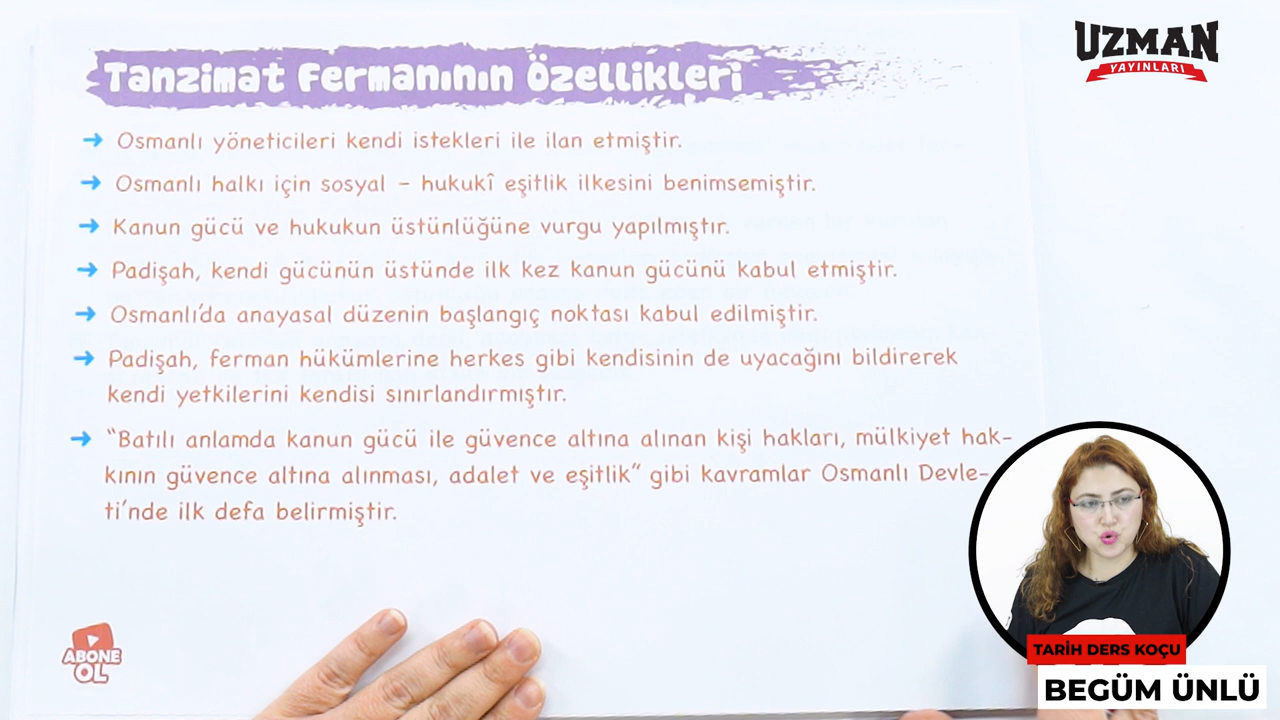 UZMAN
YAYINLARI
Tanzimat Fermanının Özellikleri
➜ Osmanlı yöneticileri kendi istekleri ile ilan etmiştir.
➜ Osmanlı halkı için sosyal – hukukî eşitlik ilkesini benimsemiştir.
➜ Kanun gücü ve hukukun üstünlüğüne vurgu yapılmıştır.
➜ Padişah, kendi gücünün üstünde ilk kez kanun gücünü kabul etmiştir.
➜ Osmanlı'da anayasal düzenin başlangıç noktası kabul edilmiştir.
➜ Padişah, ferman hükümlerine herkes gibi kendisinin de uyacağını bildirerek
kendi yetkilerini kendisi sınırlandırmıştır.
➜ "Batılı anlamda kanun gücü ile güvence altına alınan kişi hakları, mülkiyet hak-
kının güvence altına alınması, adalet ve eşitlik" gibi kavramlar Osmanlı Devle-
ti'nde ilk defa belirmiştir.
ABONE
OL
TARİH DERS KOÇU
BEGÜM ÜNLÜ